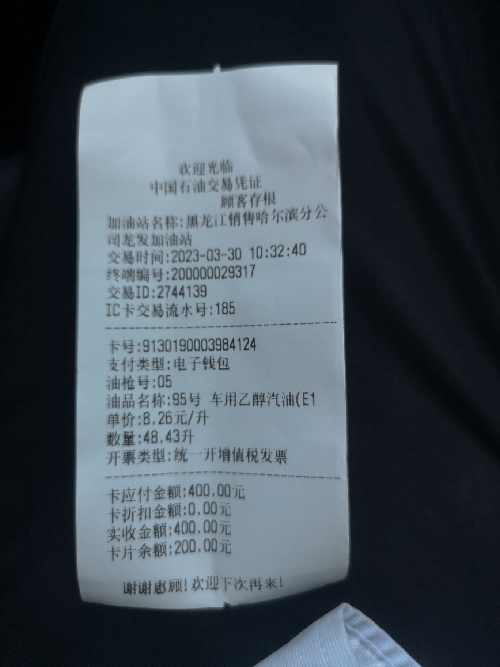 欢迎光临
中国石油交易凭证
顾客存根
加油站名称:黑龙江销售哈尔滨分公
司龙发加油站
交易时间:2023-03-30 10:32:40
终端编号:200000029317
交易ID:2744139
IC卡交易流水号:185
卡号:9130190003984124
支付类型:电子钱包
油枪号:05
油品名称:95号 车用乙醇汽油(E1
单价:8.26元/升
数量:48.43升
开票类型:统一开增值税发票
卡应付金额:400.00元
卡折扣金额:0.00元
实收金额:400.00元
卡片余额:200.00元
谢谢惠顾!欢迎下次再来!